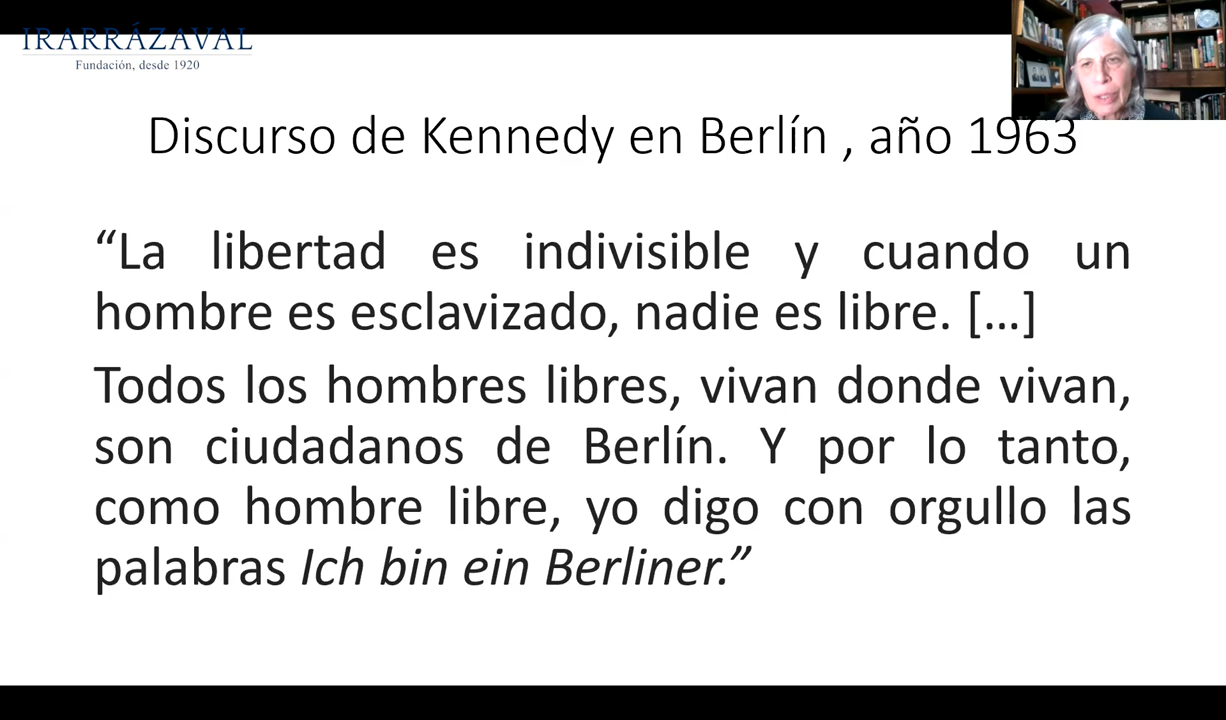 IRARRÁZAVAL
Fundación, desde 1920
Discurso de Kennedy en Berlín , año 1963
“La libertad es indivisible y cuando un
hombre es esclavizado, nadie es libre. […]
Todos los hombres libres, vivan donde vivan,
son ciudadanos de Berlín. Y por lo tanto,
como hombre libre, yo digo con orgullo las
palabras Ich bin ein Berliner.”